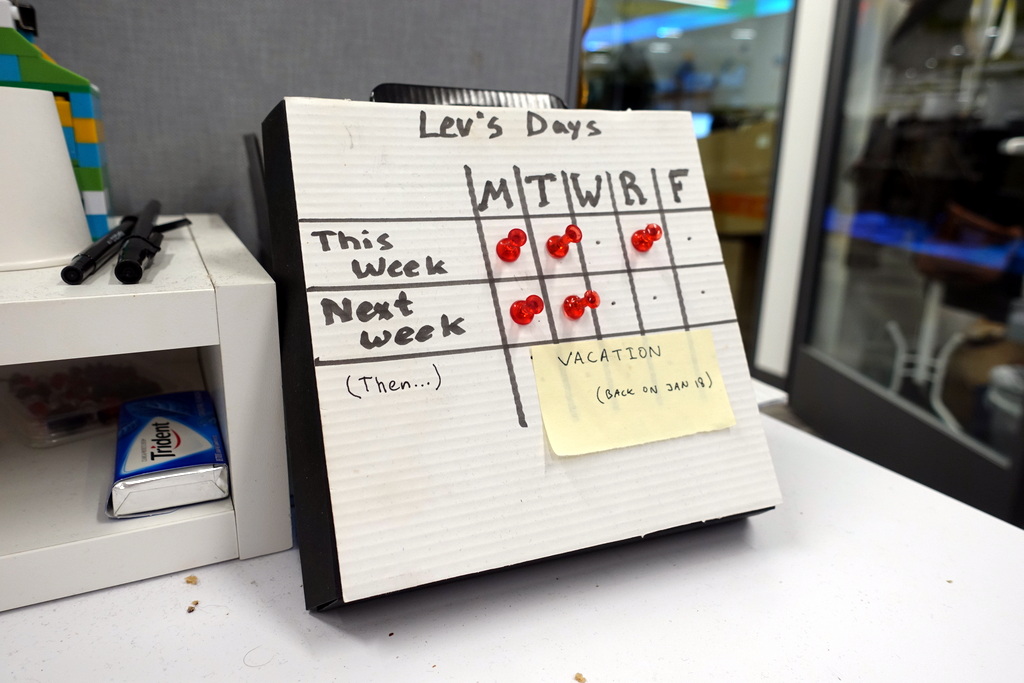 Lev's Days
M T W R F
This
Week
Next
week
(Then...)
VACATION
(BACK ON JAN 18)
Trident